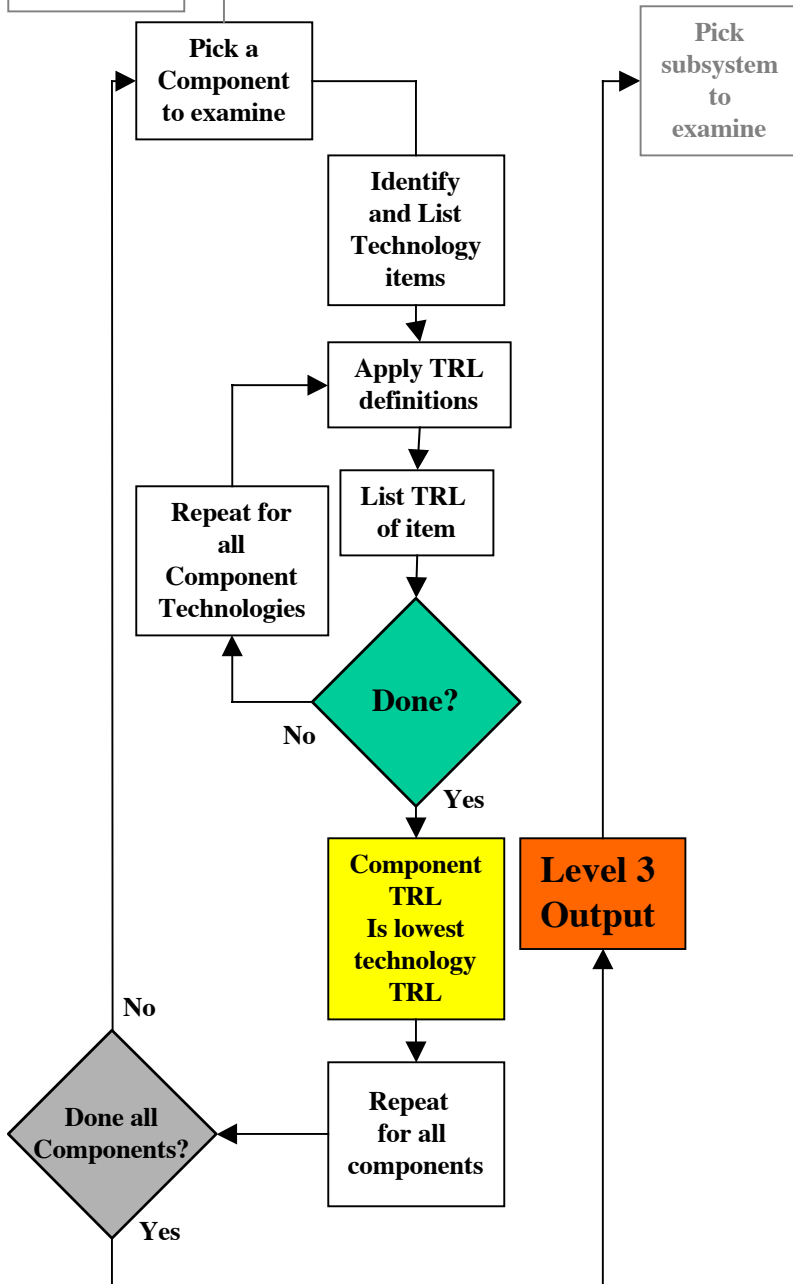 Pick a
Component
to examine
Pick
subsystem
to
examine
Identify
and List
Technology
items
Apply TRL
definitions
List TRL
of item
Repeat for
all
Component
Technologies
Done?
No
Yes
Component
TRL
Is lowest
technology
TRL
Level 3
Output
No
Done all
Components?
Repeat
for all
components
Yes